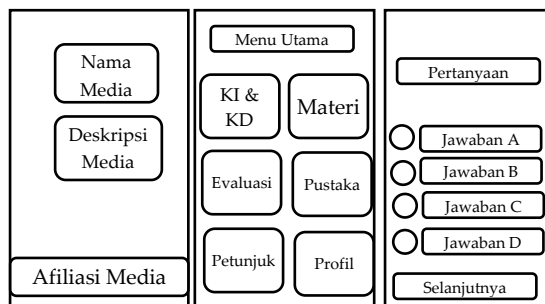 Nama
Media
Deskripsi
Media
Afiliasi Media
Menu Utama
KI &
KD
Materi
Evaluasi
Pustaka
Petunjuk
Profil
Pertanyaan
Jawaban A
Jawaban B
Jawaban C
Jawaban D
Selanjutnya